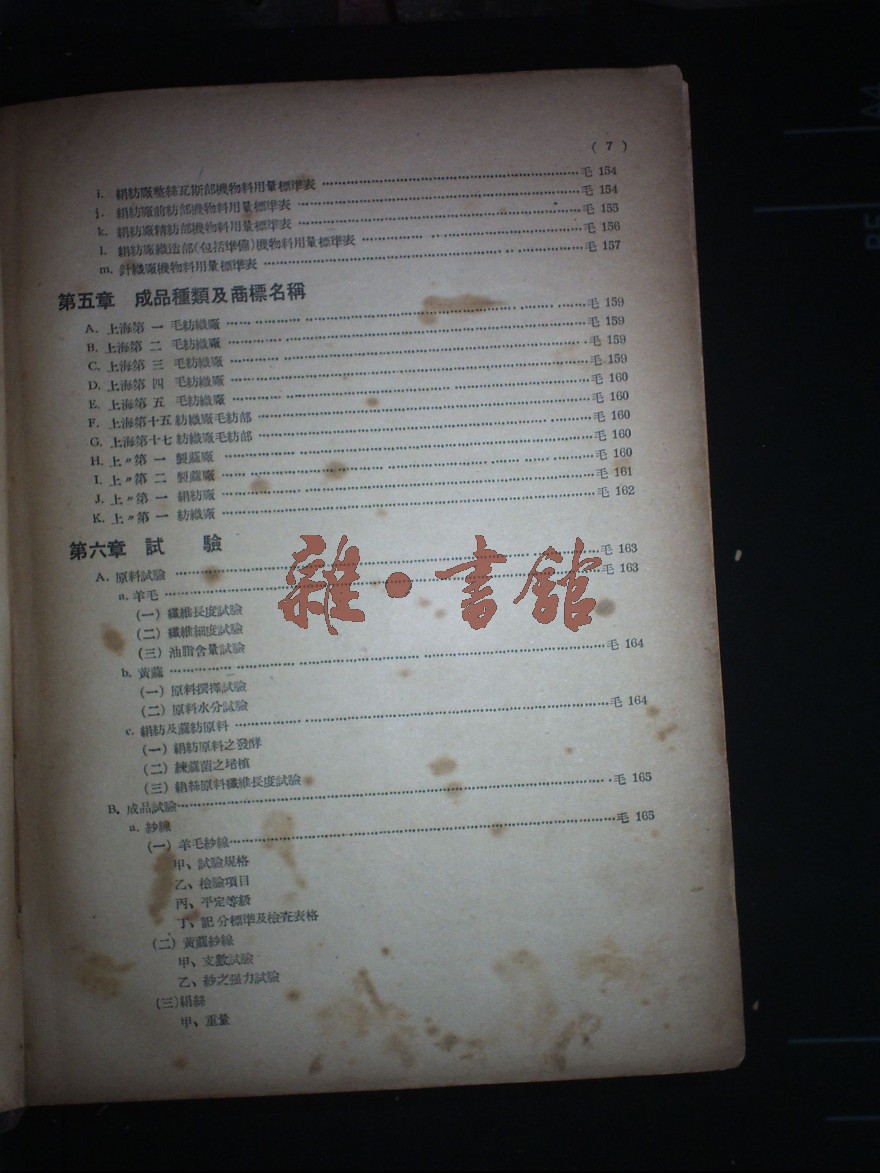 ( 7 )
i. 絹紡廠整絲瓦斯部機物料用量標準表 毛 154
j. 絹紡廠前紡部機物料用量標準表 毛 154
k. 絹紡廠精紡部機物料用量標準表 毛 155
l. 絹紡廠織造部(包括準備)機物料用量標準表 毛 156
m. 針織廠機物料用量標準表 毛 157
第五章 成品種類及商標名稱
A. 上海第 一 毛紡織廠 毛 159
B. 上海第 二 毛紡織廠 毛 159
C. 上海第 三 毛紡織廠 毛 159
D. 上海第 四 毛紡織廠 毛 159
E. 上海第 五 毛紡織廠 毛 160
F. 上海第十五紡織廠毛紡部 毛 160
G. 上海第十七紡織廠毛紡部 毛 160
H. 上〃第 一 製蔴廠 毛 160
I. 上〃第 二 製蔴廠 毛 160
J. 上〃第 一 絹紡廠 毛 161
K. 上〃第 一 紡織廠 毛 162
第六章 試 驗
A. 原料試驗 毛 163
a. 羊毛 毛 163
(一) 纖維長度試驗
(二) 纖維細度試驗
(三) 油脂含量試驗
b. 黃蔴 毛 164
(一) 原料撰擇試驗
(二) 原料水分試驗
c. 絹紡及蔴紡原料 毛 164
(一) 絹紡原料之發酵
(二) 練蔴菌之培植
(三) 絹絲原料纖維長度試驗
B. 成品試驗 毛 165
a. 紗線
(一) 羊毛紗線 毛 165
甲、試驗規格
乙、檢驗項目
丙、平定等級
丁、記分標準及檢查表格
(二) 黃蔴紗線
甲、支數試驗
乙、紗之强力試驗
(三)絹絲
甲、重量
雜·書館
A4
B5